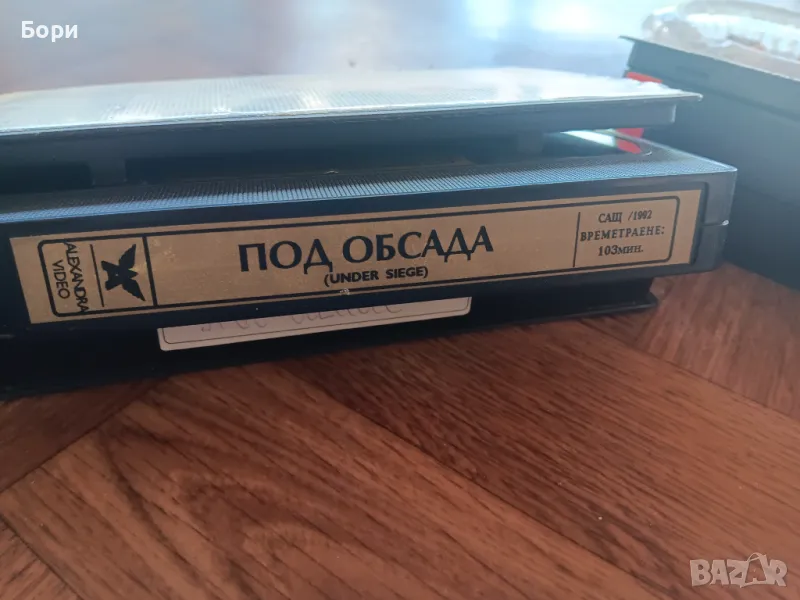 Бори
ALEXANDRA
VIDEO
ПОД ОБСАДА
(UNDER SIEGE)
САЩ /1992
ВРЕМЕТРАЕНЕ:
103мин.
BAZAR